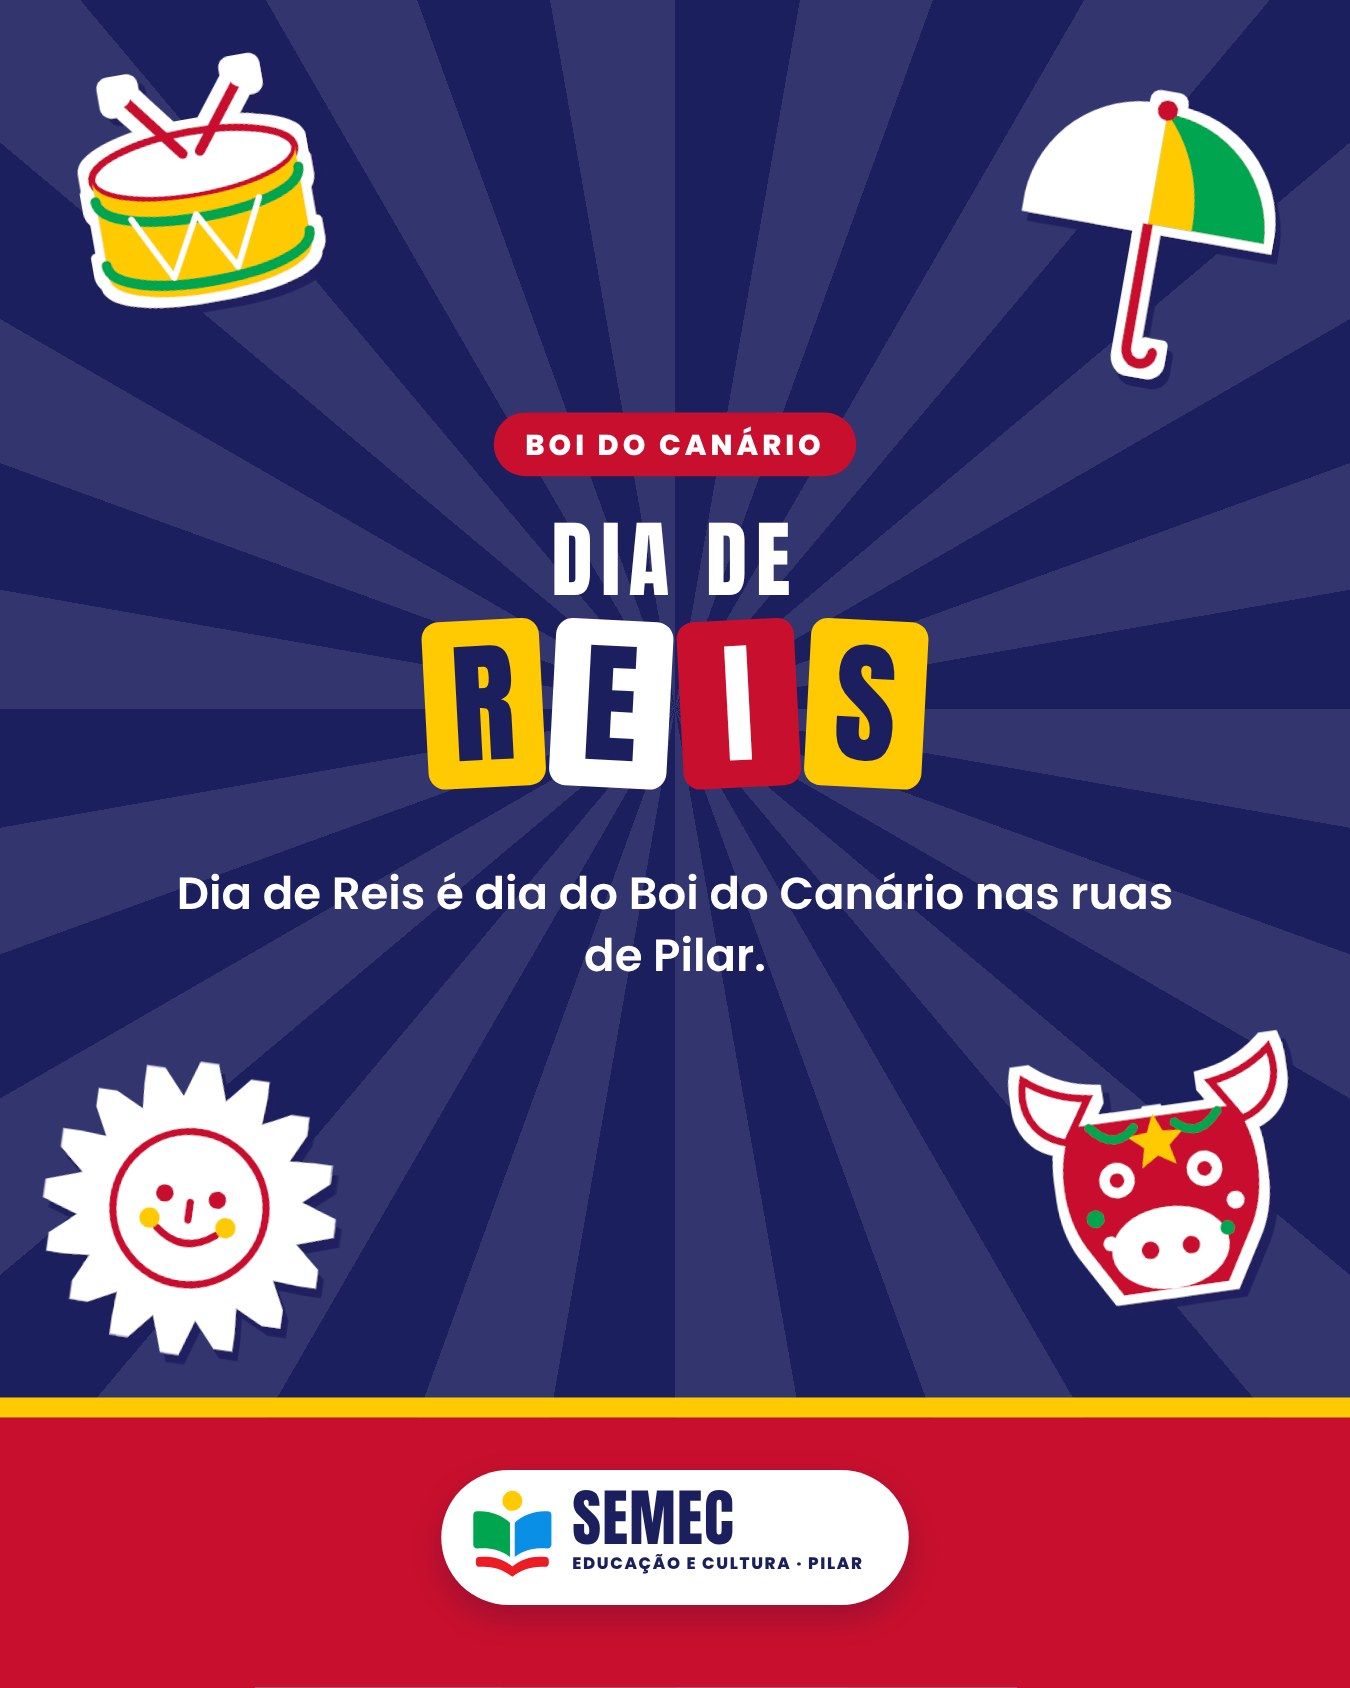 BOI DO CANÁRIO
DIA DE
REIS
Dia de Reis é dia do Boi do Canário nas ruas
de Pilar.
SEMEC
EDUCAÇÃO E CULTURA · PILAR